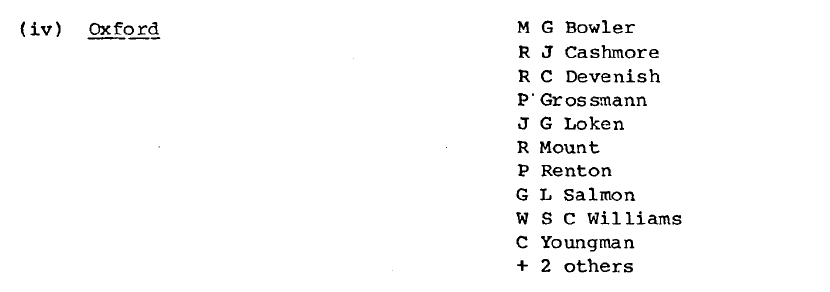 (iv) Oxford
M G Bowler
R J Cashmore
R C Devenish
P Grossmann
J G Loken
R Mount
P Renton
G L Salmon
W S C Williams
C Youngman
+ 2 others